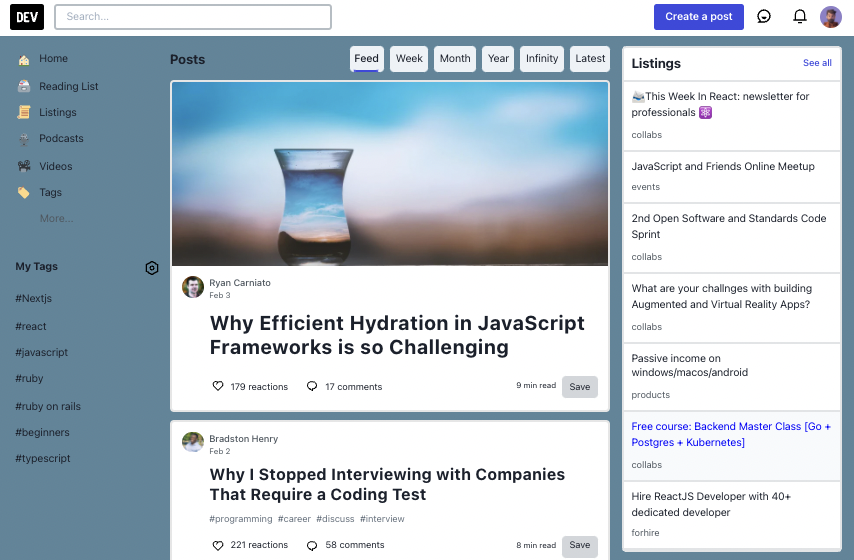 DEV
Search...
Create a post
Home
Reading List
Listings
Podcasts
Videos
Tags
More...
My Tags
#Nextjs
#react
#javascript
#ruby
#ruby on rails
#beginners
#typescript
Posts
Feed
Week
Month
Year
Infinity
Latest
Ryan Carniato
Feb 3
Why Efficient Hydration in JavaScript
Frameworks is so Challenging
179 reactions
17 comments
9 min read
Save
Bradston Henry
Feb 2
Why I Stopped Interviewing with Companies
That Require a Coding Test
#programming #career #discuss #interview
221 reactions
58 comments
8 min read
Save
Listings
See all
This Week In React: newsletter for
professionals
collabs
JavaScript and Friends Online Meetup
events
2nd Open Software and Standards Code
Sprint
collabs
What are your challnges with building
Augmented and Virtual Reality Apps?
collabs
Passive income on
windows/macos/android
products
Free course: Backend Master Class [Go +
Postgres + Kubernetes]
collabs
Hire ReactJS Developer with 40+
dedicated developer
forhire